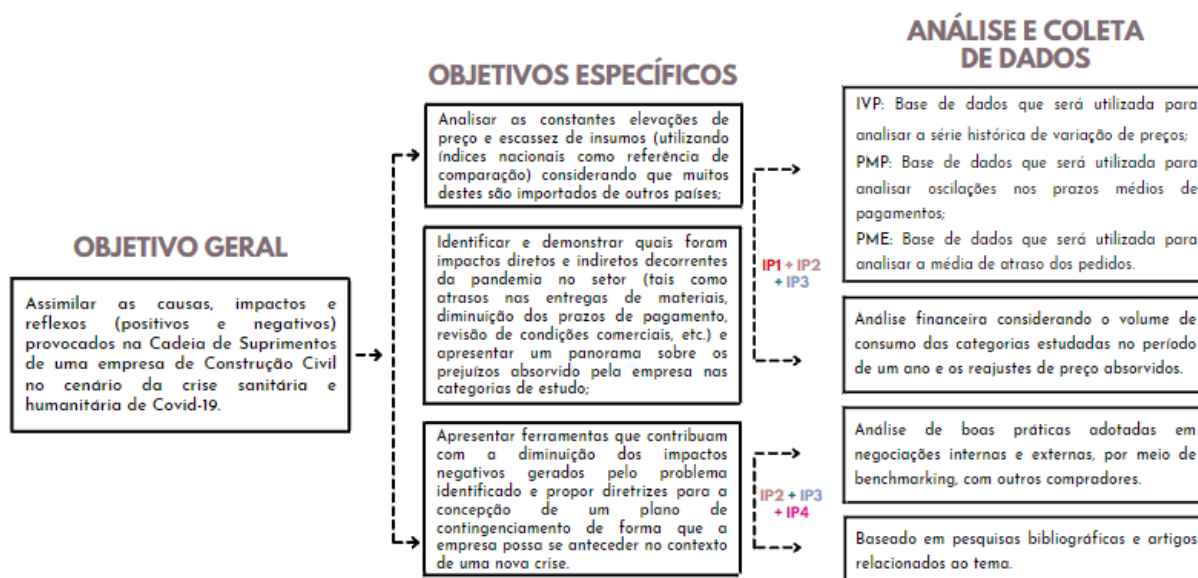 OBJETIVO GERAL
Assimilar as causas, impactos e
reflexos (positivos e negativos)
provocados na Cadeia de Suprimentos
de uma empresa de Construção Civil
no cenário da crise sanitária e
humanitária de Covid-19.
OBJETIVOS ESPECÍFICOS
Analisar as constantes elevações de
preço e escassez de insumos (utilizando
índices nacionais como referência de
comparação) considerando que muitos
destes são importados de outros países;
Identificar e demonstrar quais foram
impactos diretos e indiretos decorrentes
da pandemia no setor (tais como
atrasos nas entregas de materiais,
diminuição dos prazos de pagamento,
revisão de condições comerciais, etc.) e
apresentar um panorama sobre os
prejuízos absorvido pela empresa nas
categorias de estudo;
Apresentar ferramentas que contribuam
com a diminuição dos impactos
negativos gerados pelo problema
identificado e propor diretrizes para a
concepção de um plano de
contingenciamento de forma que a
empresa possa se anteceder no contexto
de uma nova crise.
IP1 + IP2
+ IP3
IP2 + IP3
+ IP4
ANÁLISE E COLETA
DE DADOS
IVP: Base de dados que será utilizada para
analisar a série histórica de variação de preços;
PMP: Base de dados que será utilizada para
analisar oscilações nos prazos médios de
pagamentos;
PME: Base de dados que será utilizada para
analisar a média de atraso dos pedidos.
Análise financeira considerando o volume de
consumo das categorias estudadas no período
de um ano e os reajustes de preço absorvidos.
Análise de boas práticas adotadas em
negociações internas e externas, por meio de
benchmarking, com outros compradores.
Baseado em pesquisas bibliográficas e artigos
relacionados ao tema.